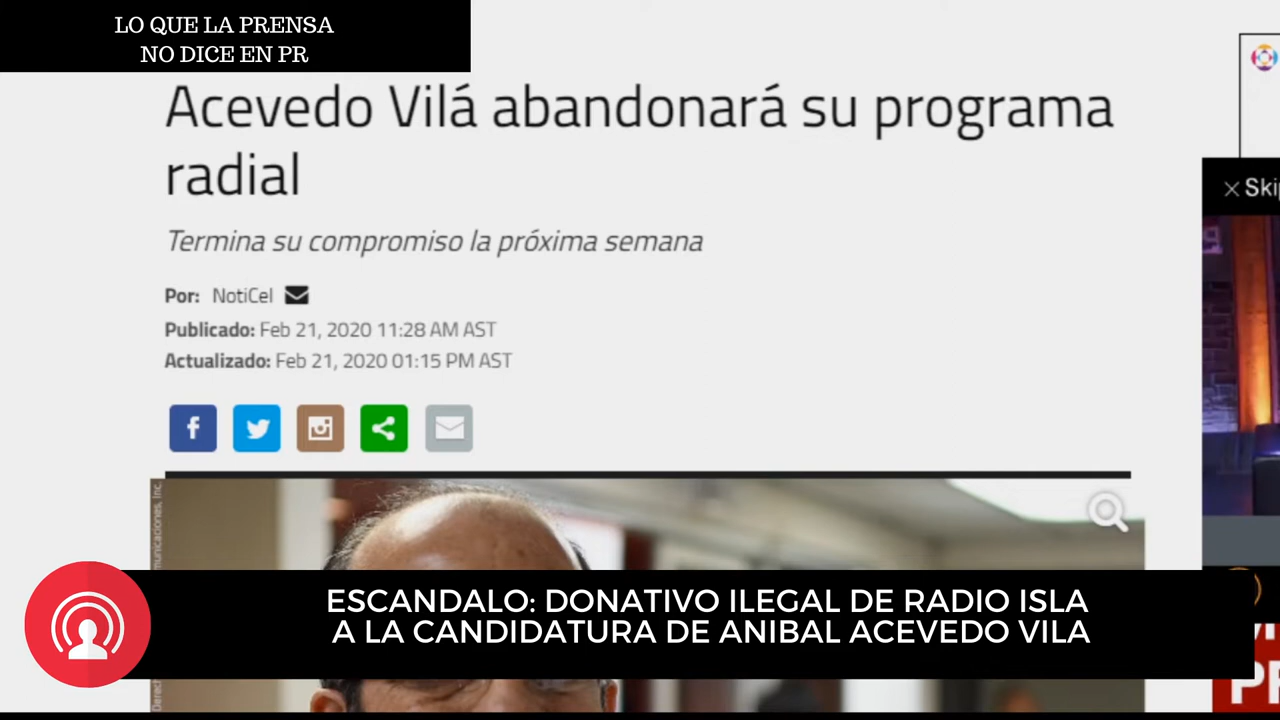 LO QUE LA PRENSA
NO DICE EN PR
Acevedo Vilá abandonará su programa
radial
Termina su compromiso la próxima semana
Por: NotiCel
Publicado: Feb 21, 2020 11:28 AM AST
Actualizado: Feb 21, 2020 01:15 PM AST
ESCANDALO: DONATIVO ILEGAL DE RADIO ISLA
A LA CANDIDATURA DE ANIBAL ACEVEDO VILA